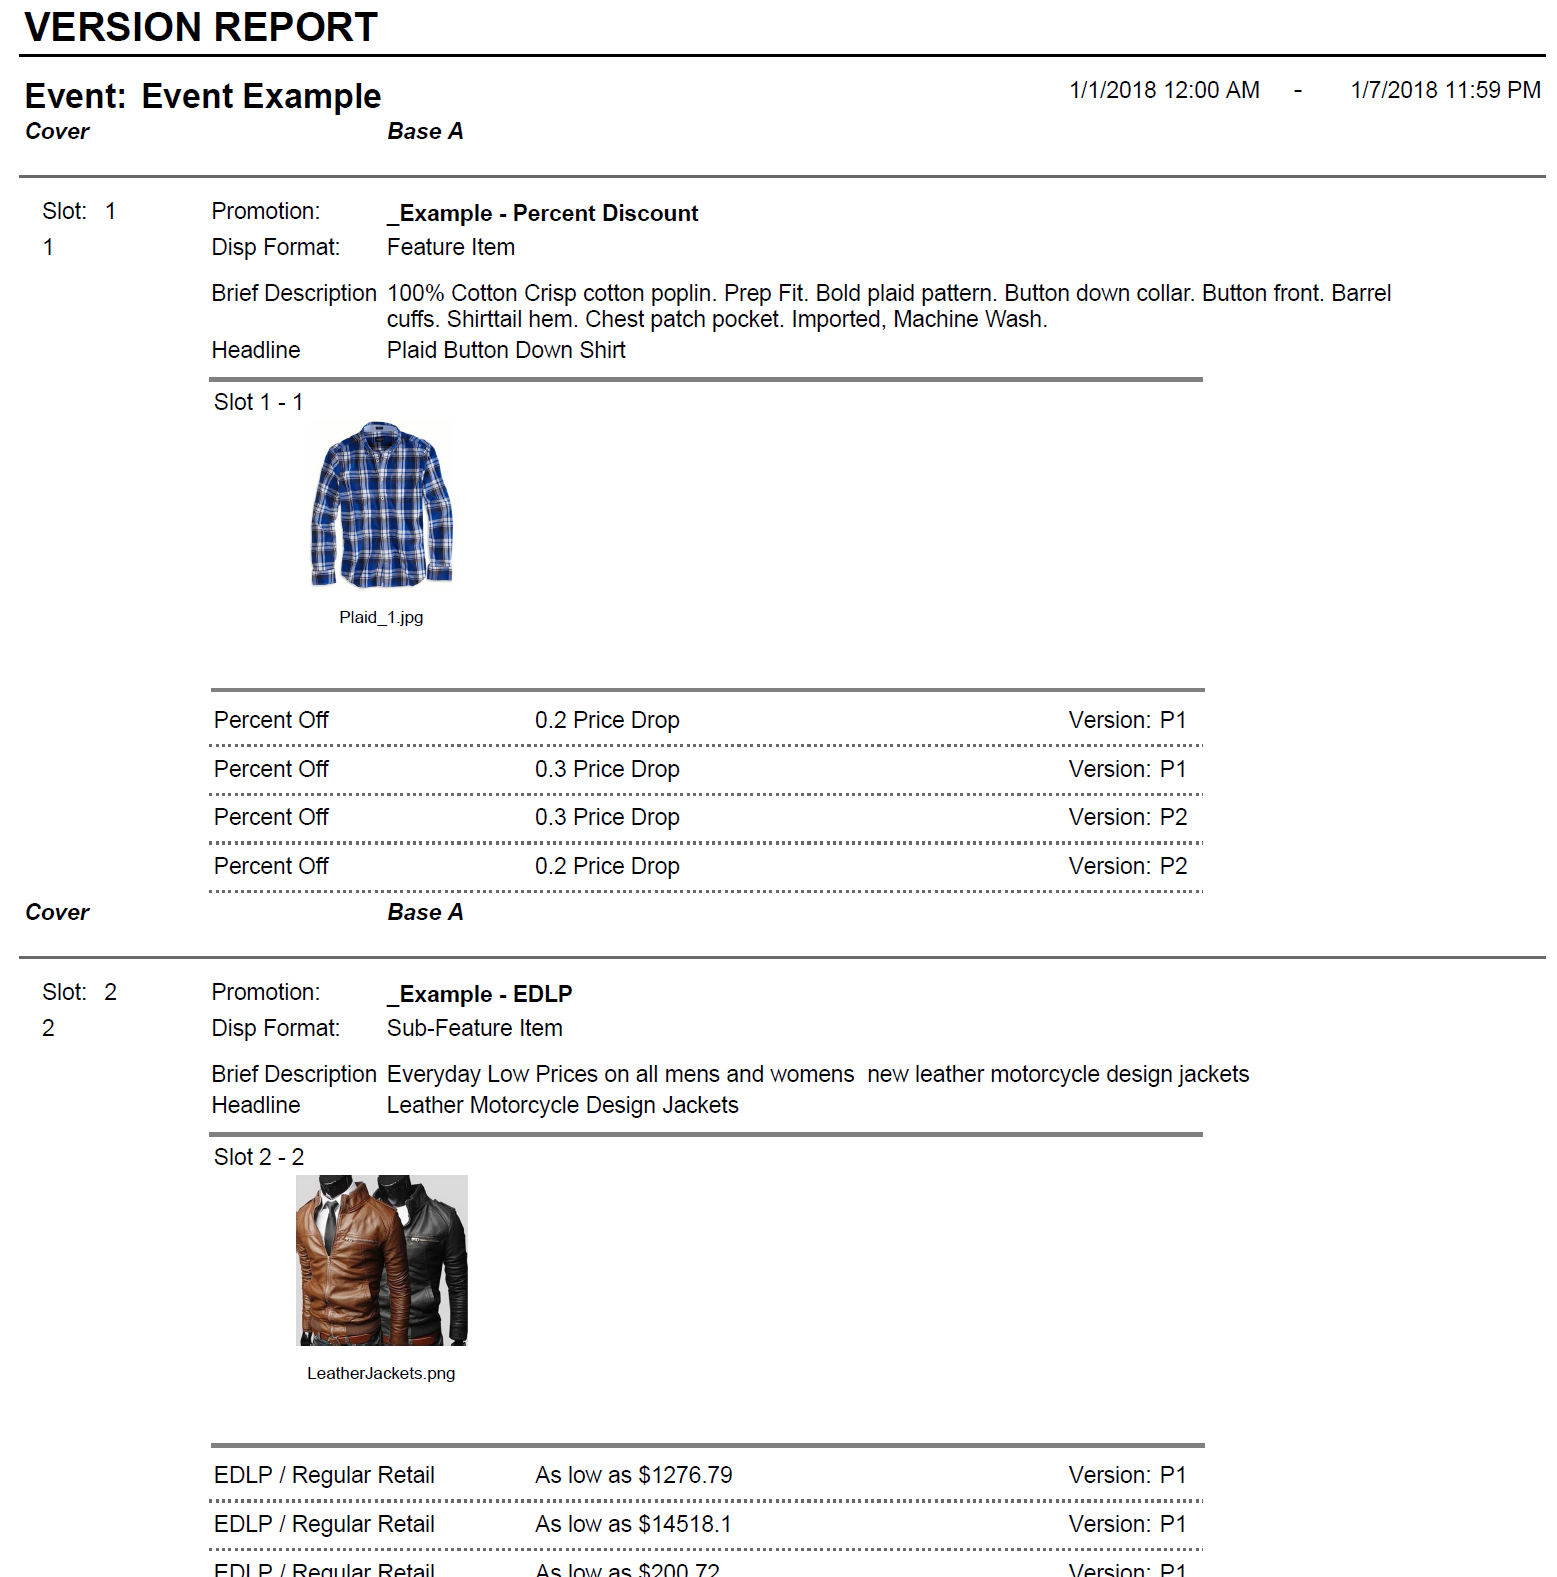 VERSION REPORT
Event: Event Example 1/1/2018 12:00 AM - 1/7/2018 11:59 PM
Cover Base A
Slot: 1 Promotion: _Example - Percent Discount
1 Disp Format: Feature Item
Brief Description 100% Cotton Crisp cotton poplin. Prep Fit. Bold plaid pattern. Button down collar. Button front. Barrel
cuffs. Shirttail hem. Chest patch pocket. Imported, Machine Wash.
Headline Plaid Button Down Shirt
Slot 1 - 1
Plaid_1.jpg
Percent Off 0.2 Price Drop Version: P1
Percent Off 0.3 Price Drop Version: P1
Percent Off 0.3 Price Drop Version: P2
Percent Off 0.2 Price Drop Version: P2
Cover Base A
Slot: 2 Promotion: _Example - EDLP
2 Disp Format: Sub-Feature Item
Brief Description Everyday Low Prices on all mens and womens  new leather motorcycle design jackets
Headline Leather Motorcycle Design Jackets
Slot 2 - 2
LeatherJackets.png
EDLP / Regular Retail As low as $1276.79 Version: P1
EDLP / Regular Retail As low as $14518.1 Version: P1
EDLP / Regular Retail As low as $200.72 Version: P1